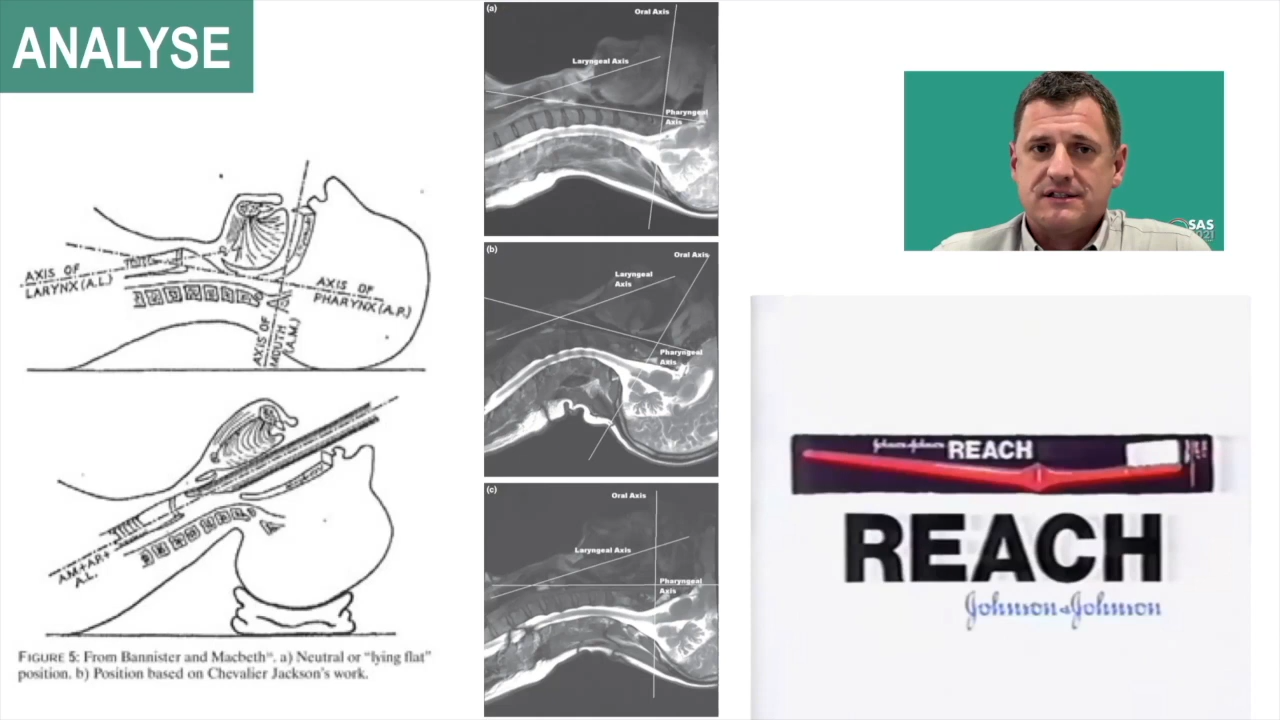 ANALYSE
AXIS OF
LARYNX (A.L.)
AXIS OF
PHARYNX (A.P.)
AXIS OF
MOUTH
(A.M.)
A.M.+A.P.+
A.L.
FIGURE 5: From Bannister and Macbeth. a) Neutral or "lying flat"
position. b) Position based on Chevalier Jackson's work.
(a)
Oral Axis
Laryngeal Axis
Pharyngeal
Axis
(b)
Oral Axis
Laryngeal
Axis
Pharyngeal
Axis
(c)
Oral Axis
Laryngeal Axis
Pharyngeal
Axis
SAS
Johnson & Johnson REACH
REACH
Johnson & Johnson